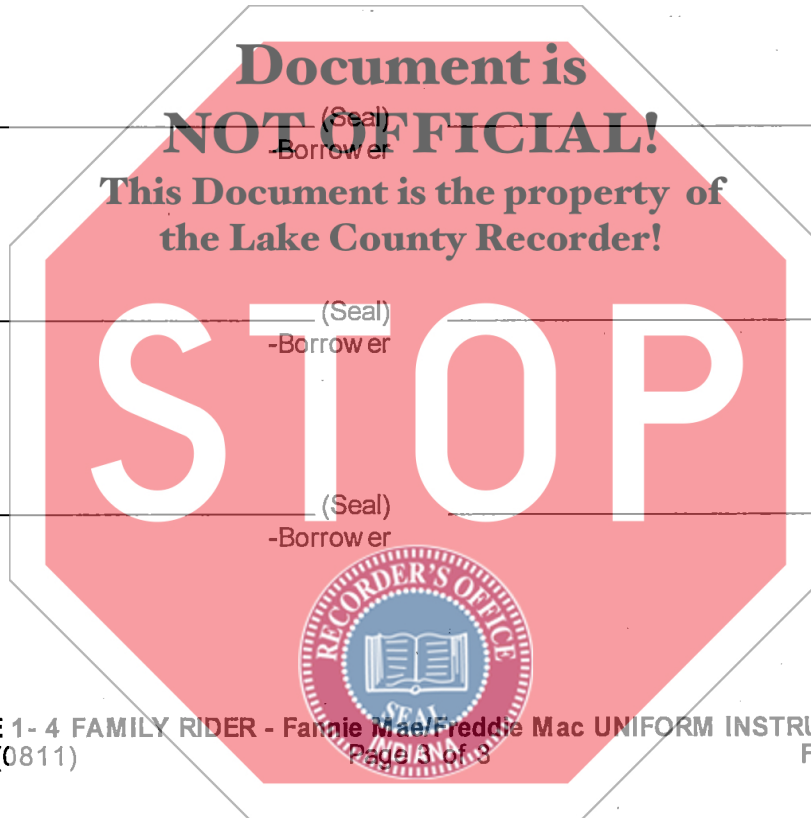 Document is
(Seal)
NOT OFFICIAL!
-Borrower
This Document is the property of
the Lake County Recorder!
(Seal)
-Borrower
STOP
(Seal)
-Borrower
RECORDER'S OFFICE
SEAL
INDIANA
1- 4 FAMILY RIDER - Fannie Mae/Freddie Mac UNIFORM INSTRU
0811)
Page 3 of 3
F